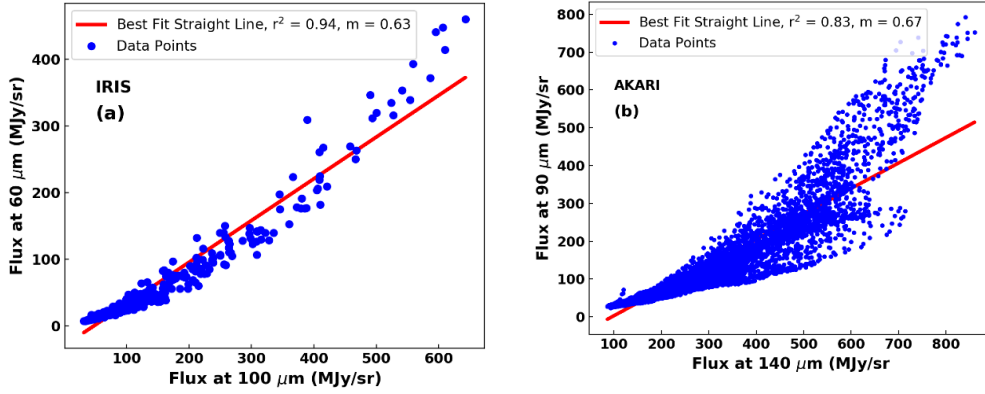 Best Fit Straight Line, r² = 0.94, m = 0.63
Data Points
IRIS
(a)
400
300
200
100
0
Flux at 60 μm (MJy/sr)
100 200 300 400 500 600
Flux at 100 μm (MJy/sr)
Best Fit Straight Line, r² = 0.83, m = 0.67
Data Points
AKARI
(b)
800
700
600
500
400
300
200
100
0
Flux at 90 μm (MJy/sr)
100 200 300 400 500 600 700 800
Flux at 140 μm (MJy/sr